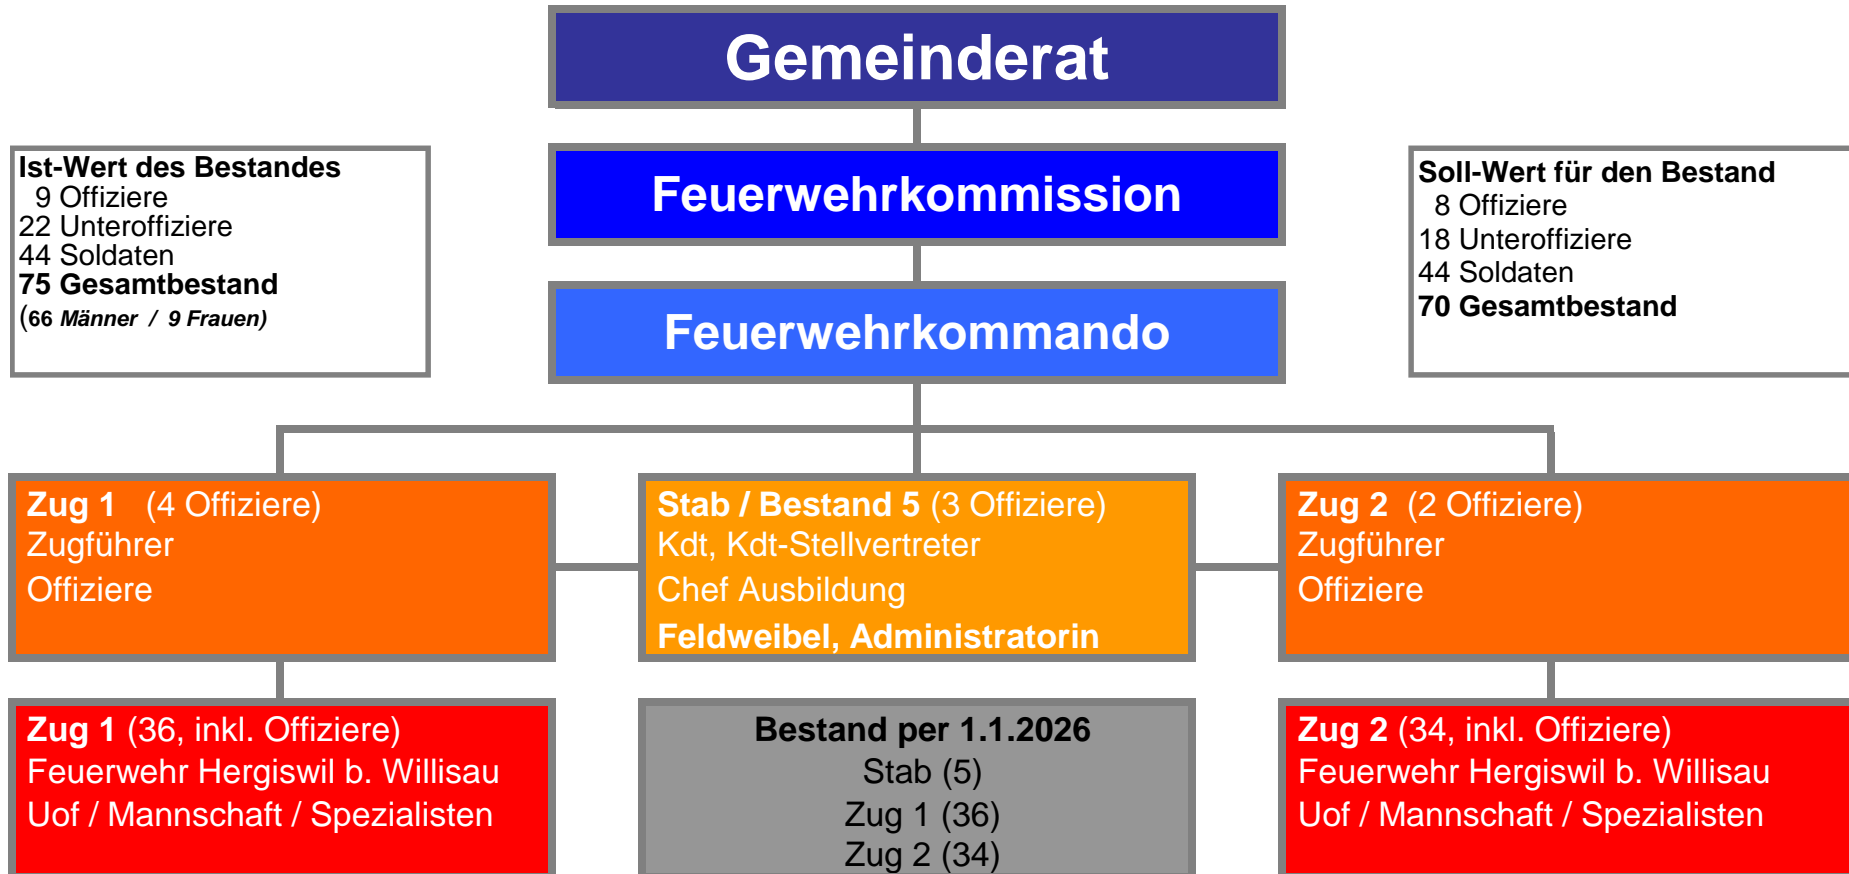 Gemeinderat
Feuerwehrkommission
Feuerwehrkommando
Ist-Wert des Bestandes
9 Offiziere
22 Unteroffiziere
44 Soldaten
75 Gesamtbestand
(66 Männer / 9 Frauen)
Soll-Wert für den Bestand
8 Offiziere
18 Unteroffiziere
44 Soldaten
70 Gesamtbestand
Zug 1 (4 Offiziere)
Zugführer
Offiziere
Stab / Bestand 5 (3 Offiziere)
Kdt, Kdt-Stellvertreter
Chef Ausbildung
Feldweibel, Administratorin
Zug 2 (2 Offiziere)
Zugführer
Offiziere
Zug 1 (36, inkl. Offiziere)
Feuerwehr Hergiswil b. Willisau
Uof / Mannschaft / Spezialisten
Bestand per 1.1.2026
Stab (5)
Zug 1 (36)
Zug 2 (34)
Zug 2 (34, inkl. Offiziere)
Feuerwehr Hergiswil b. Willisau
Uof / Mannschaft / Spezialisten